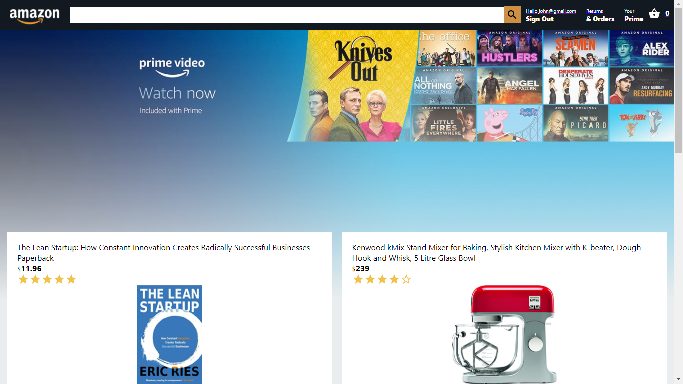 amazon
Hello john@gmail.com
Sign Out
Returns
& Orders
Your
Prime
0
prime video
Watch now
Included with Prime
Knives
Out
the office
HUSTLERS
SEAMEN
ALEX
RIDER
ALL OR
NOTHING
ANGEL
HAS FALLEN
DESPERATE
HOUSEWIVES
ANDY MURRAY
RESURFACING
LITTLE
FIRES
EVERYWHERE
STAR TREK
PICARD
TOM AND JERRY
The Lean Startup: How Constant Innovation Creates Radically Successful Businesses
Paperback
$11.96
THE LEAN
STARTUP
ERIC RIES
Kenwood kMix Stand Mixer for Baking, Stylish Kitchen Mixer with K-beater, Dough
Hook and Whisk, 5 Litre Glass Bowl
$239